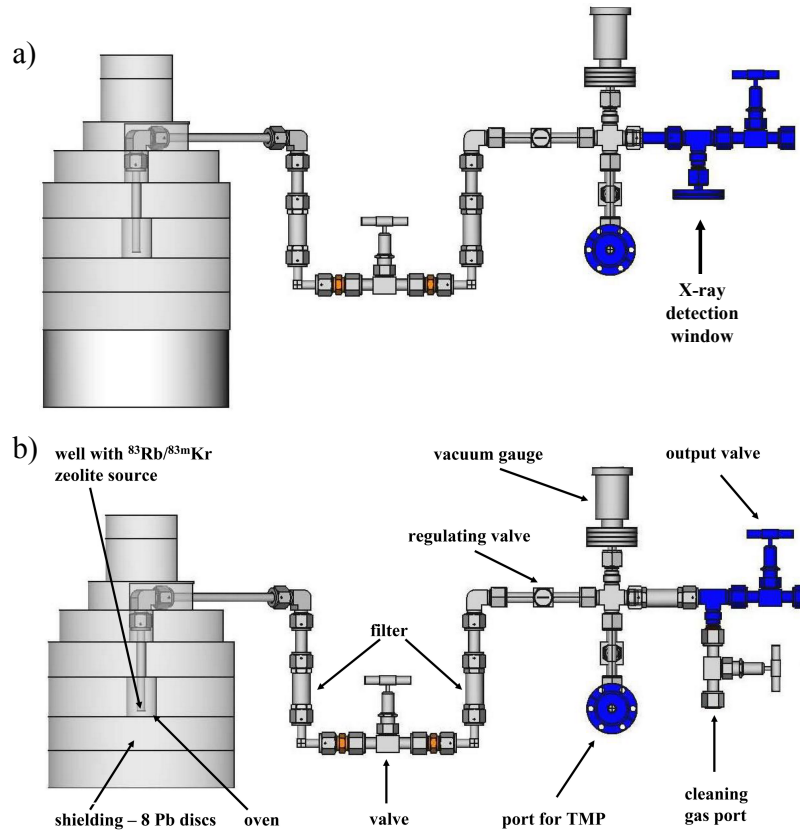 a)
X-ray
detection
window
b)
well with ⁸³Rb/⁸³ᵐKr
zeolite source
vacuum gauge
output valve
regulating valve
filter
shielding – 8 Pb discs
oven
valve
port for TMP
cleaning
gas port